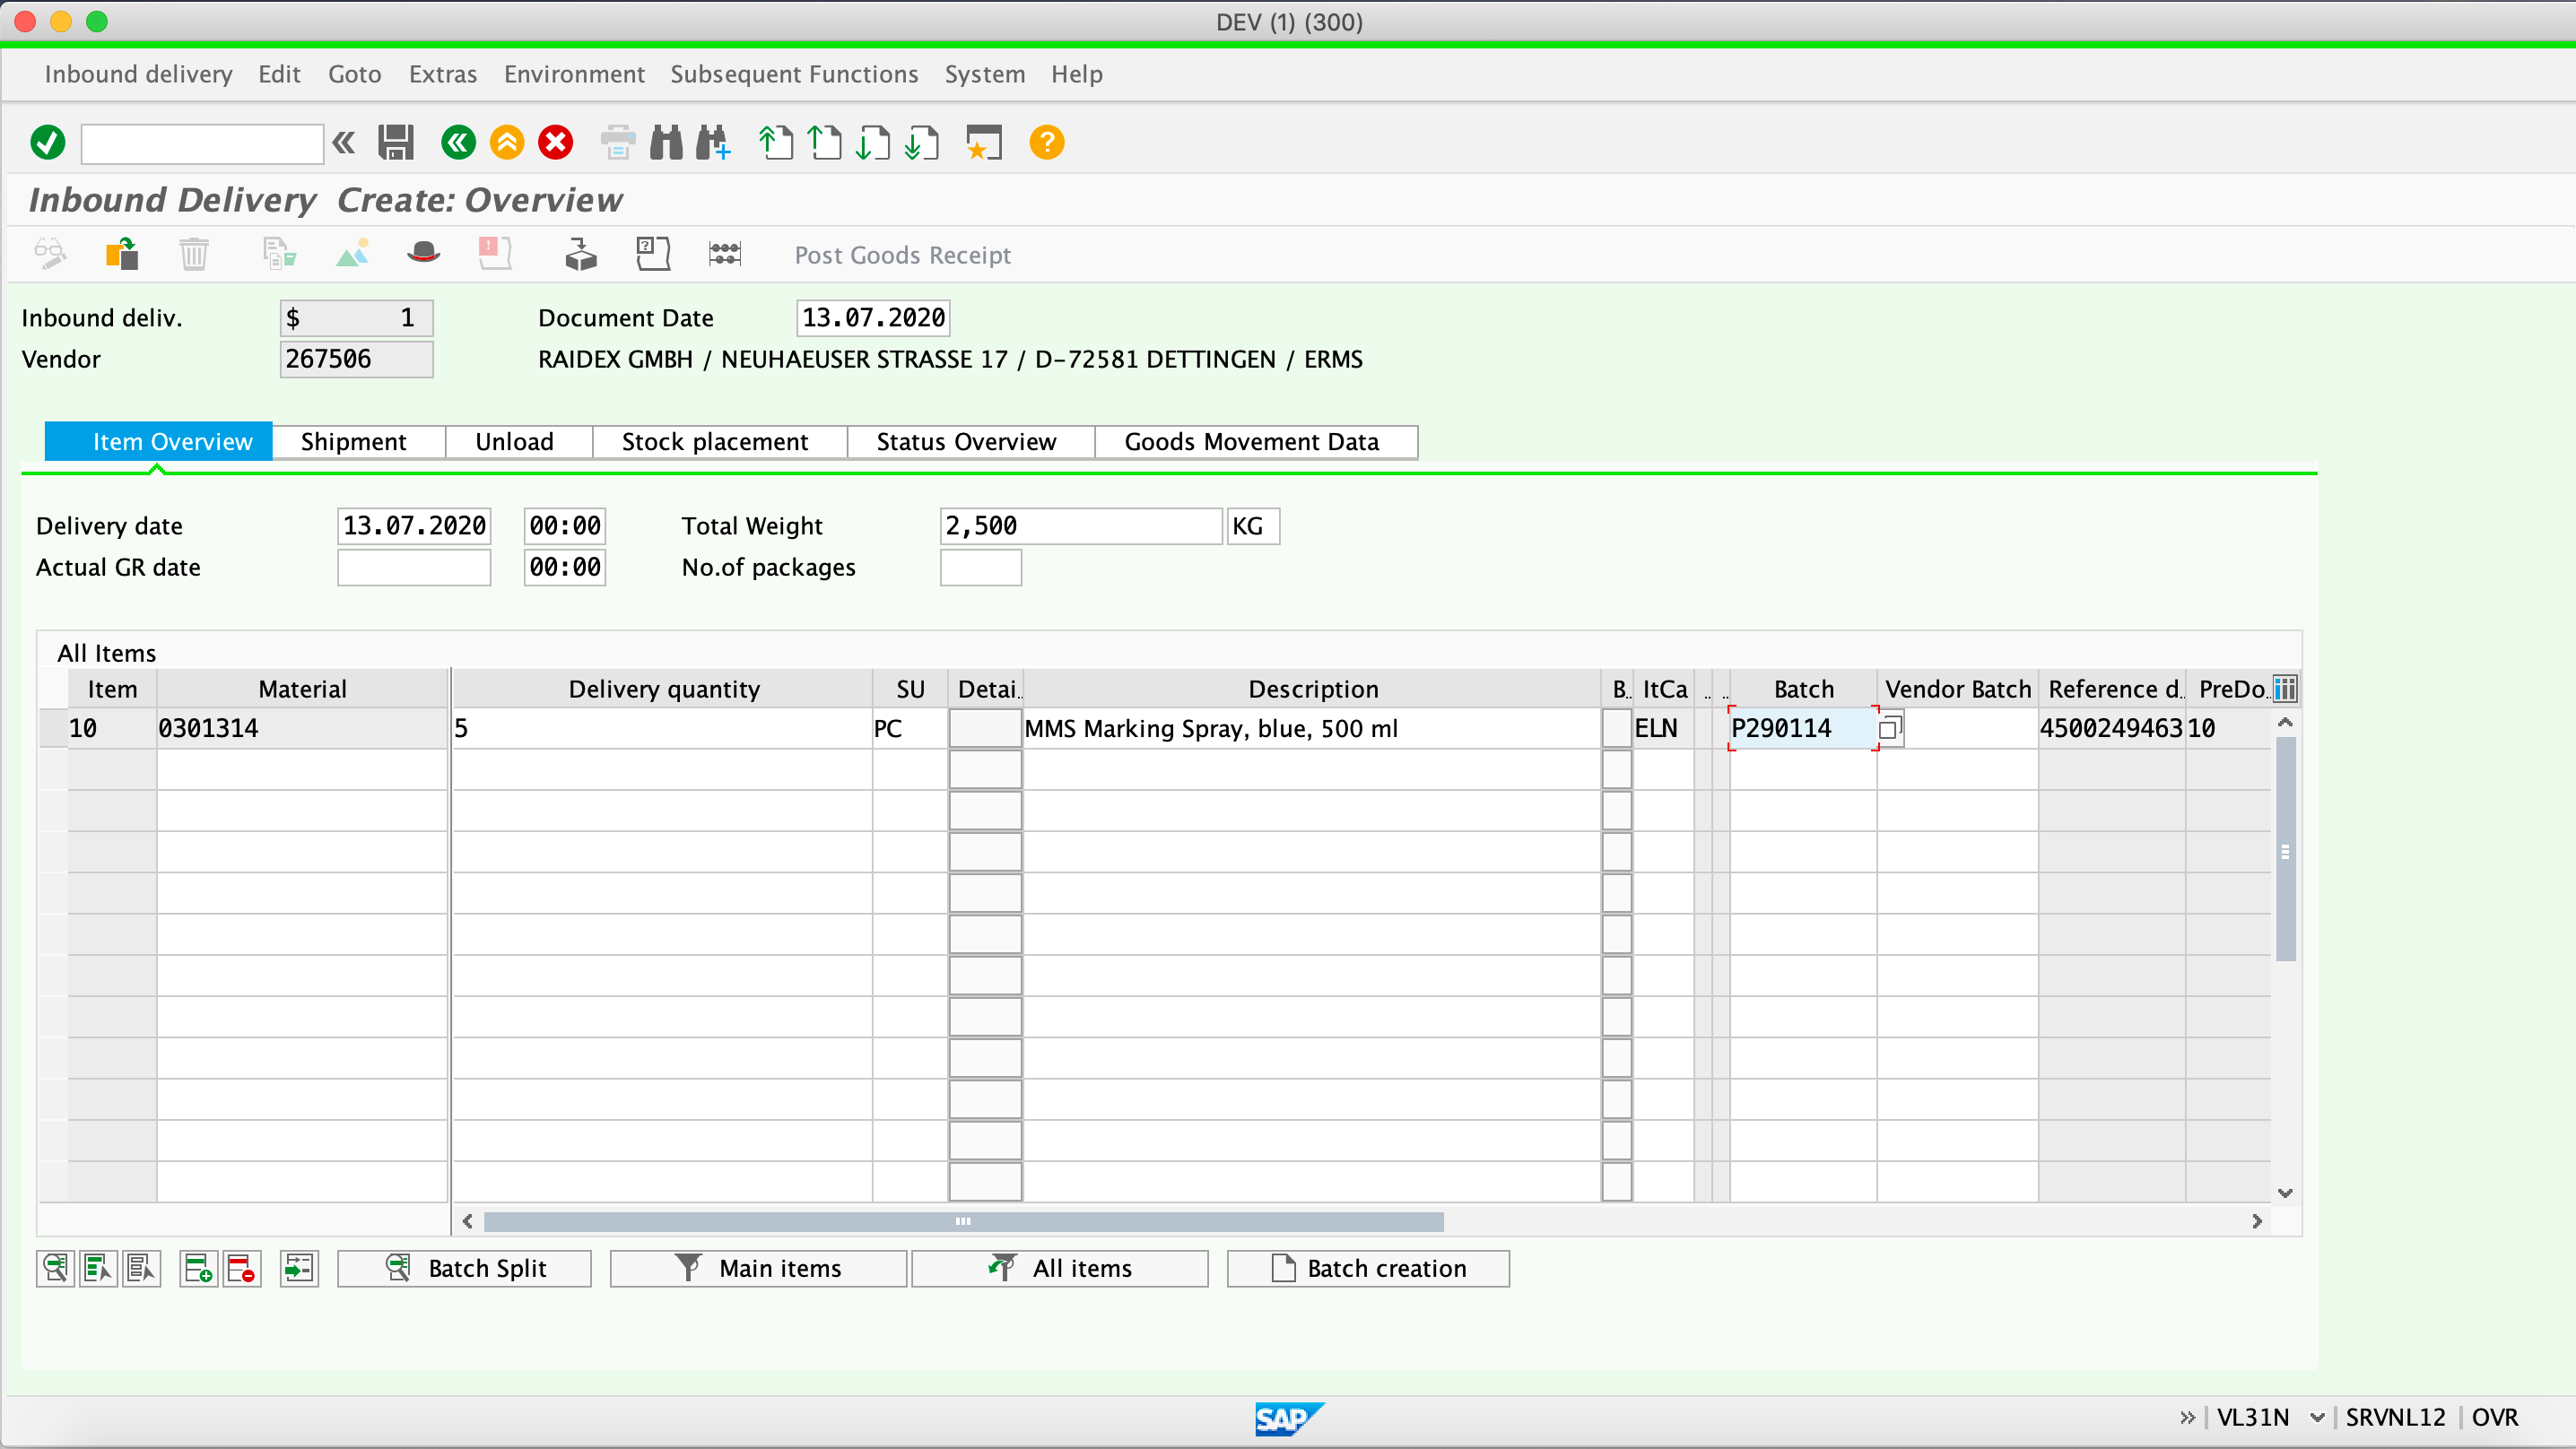 DEV (1) (300)
Inbound delivery Edit Goto Extras Environment Subsequent Functions System Help
Inbound Delivery Create: Overview
Post Goods Receipt
Inbound deliv. $ 1 Document Date 13.07.2020
Vendor 267506 RAIDEX GMBH / NEUHAEUSER STRASSE 17 / D-72581 DETTINGEN / ERMS
Item Overview Shipment Unload Stock placement Status Overview Goods Movement Data
Delivery date 13.07.2020 00:00 Total Weight 2,500 KG
Actual GR date 00:00 No.of packages
All Items
Item Material Delivery quantity SU Detai.. Description B.. ItCa .. .. Batch Vendor Batch Reference d.. PreDo..
10 0301314 5 PC MMS Marking Spray, blue, 500 ml ELN P290114 4500249463 10
Batch Split Main items All items Batch creation
SAP
VL31N SRVNL12 OVR